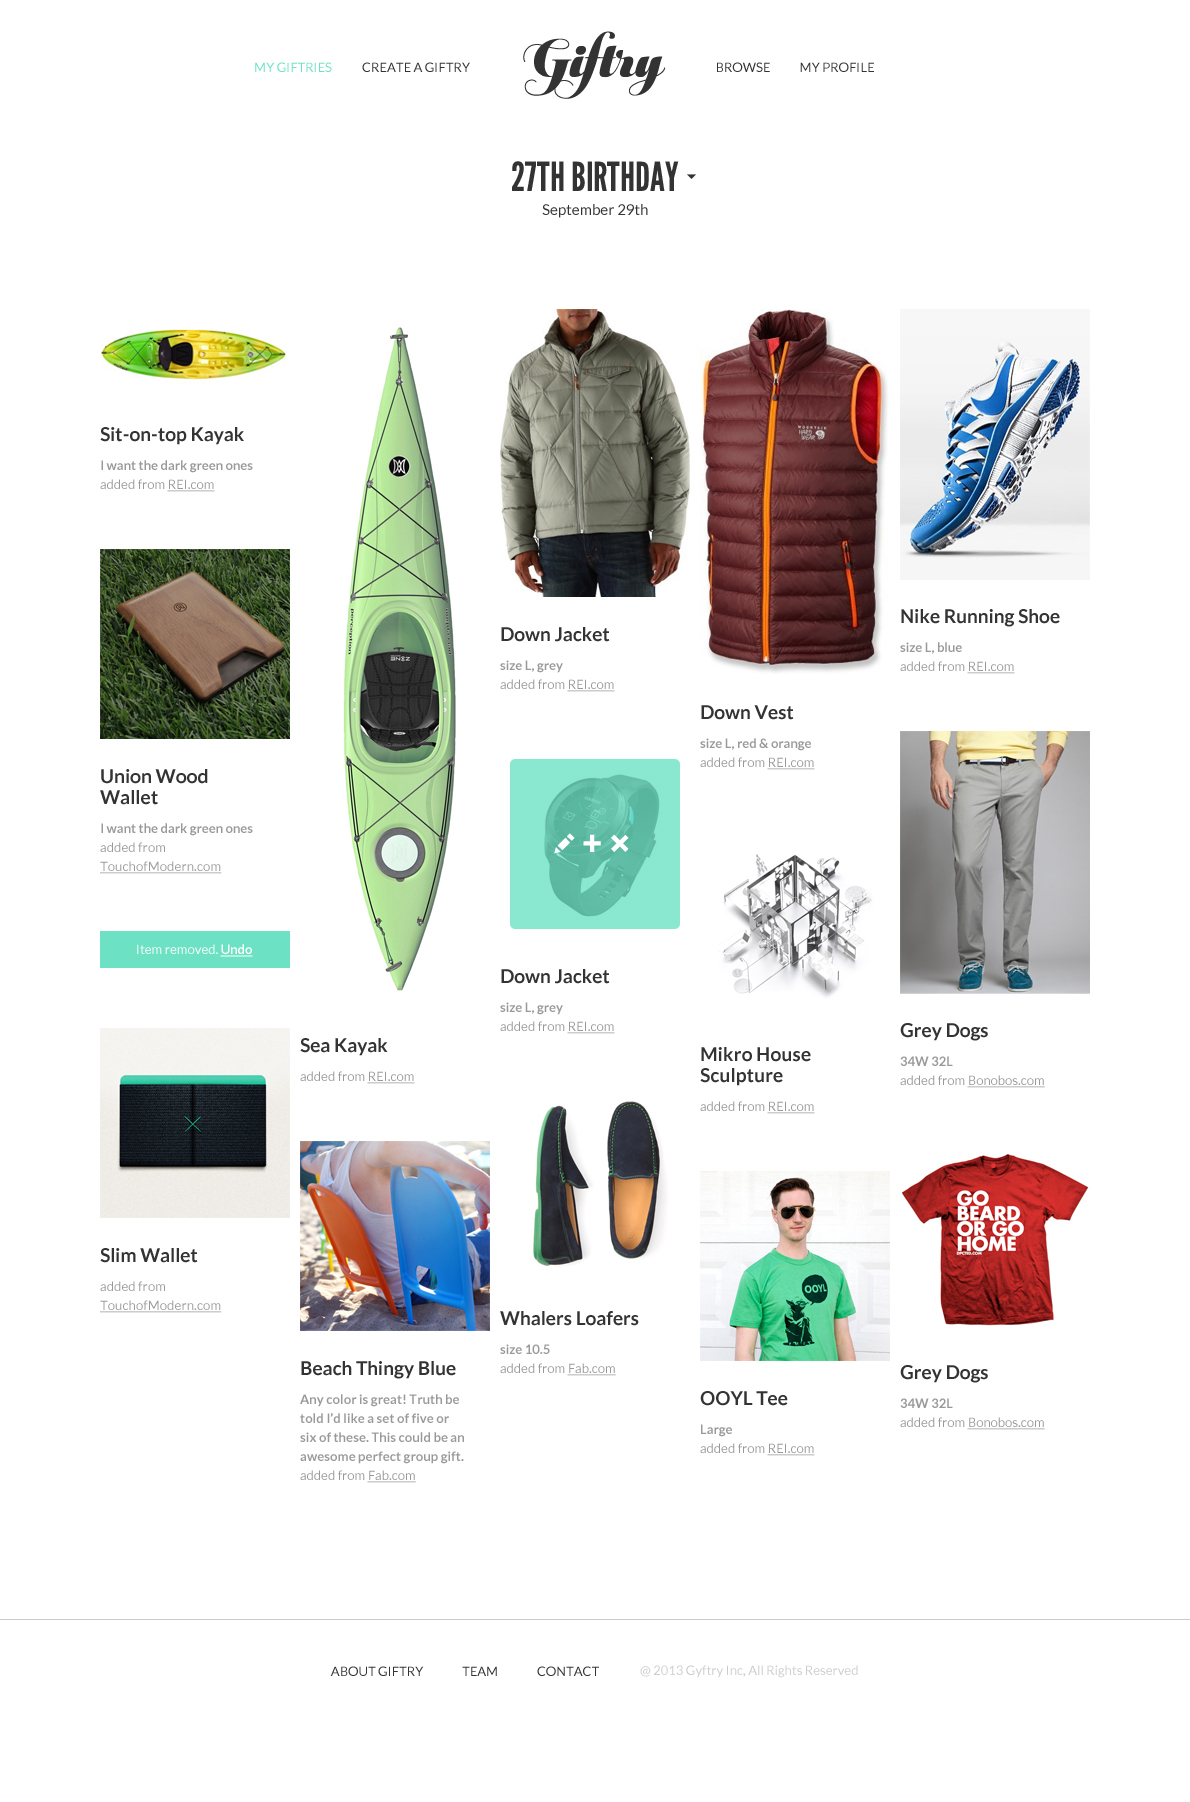 MY GIFTRIES
CREATE A GIFTRY
Giftry
BROWSE
MY PROFILE
27TH BIRTHDAY
September 29th
Sit-on-top Kayak
I want the dark green ones
added from REI.com
Union Wood
Wallet
I want the dark green ones
added from
TouchofModern.com
Item removed. Undo
Slim Wallet
added from
TouchofModern.com
perception
ZONE
Sea Kayak
added from REI.com
Beach Thingy Blue
Any color is great! Truth be
told I'd like a set of five or
six of these. This could be an
awesome perfect group gift.
added from Fab.com
Down Jacket
size L, grey
added from REI.com
Down Jacket
size L, grey
added from REI.com
Whalers Loafers
size 10.5
added from Fab.com
MOUNTAIN
HARD
WEAR
Down Vest
size L, red & orange
added from REI.com
Mikro House
Sculpture
added from REI.com
OOYL
OOYL Tee
Large
added from REI.com
Nike Running Shoe
size L, blue
added from REI.com
Grey Dogs
34W 32L
added from Bonobos.com
GO
BEARD
OR GO
HOME
Grey Dogs
34W 32L
added from Bonobos.com
ABOUT GIFTRY
TEAM
CONTACT
@ 2013 Gyftry Inc, All Rights Reserved